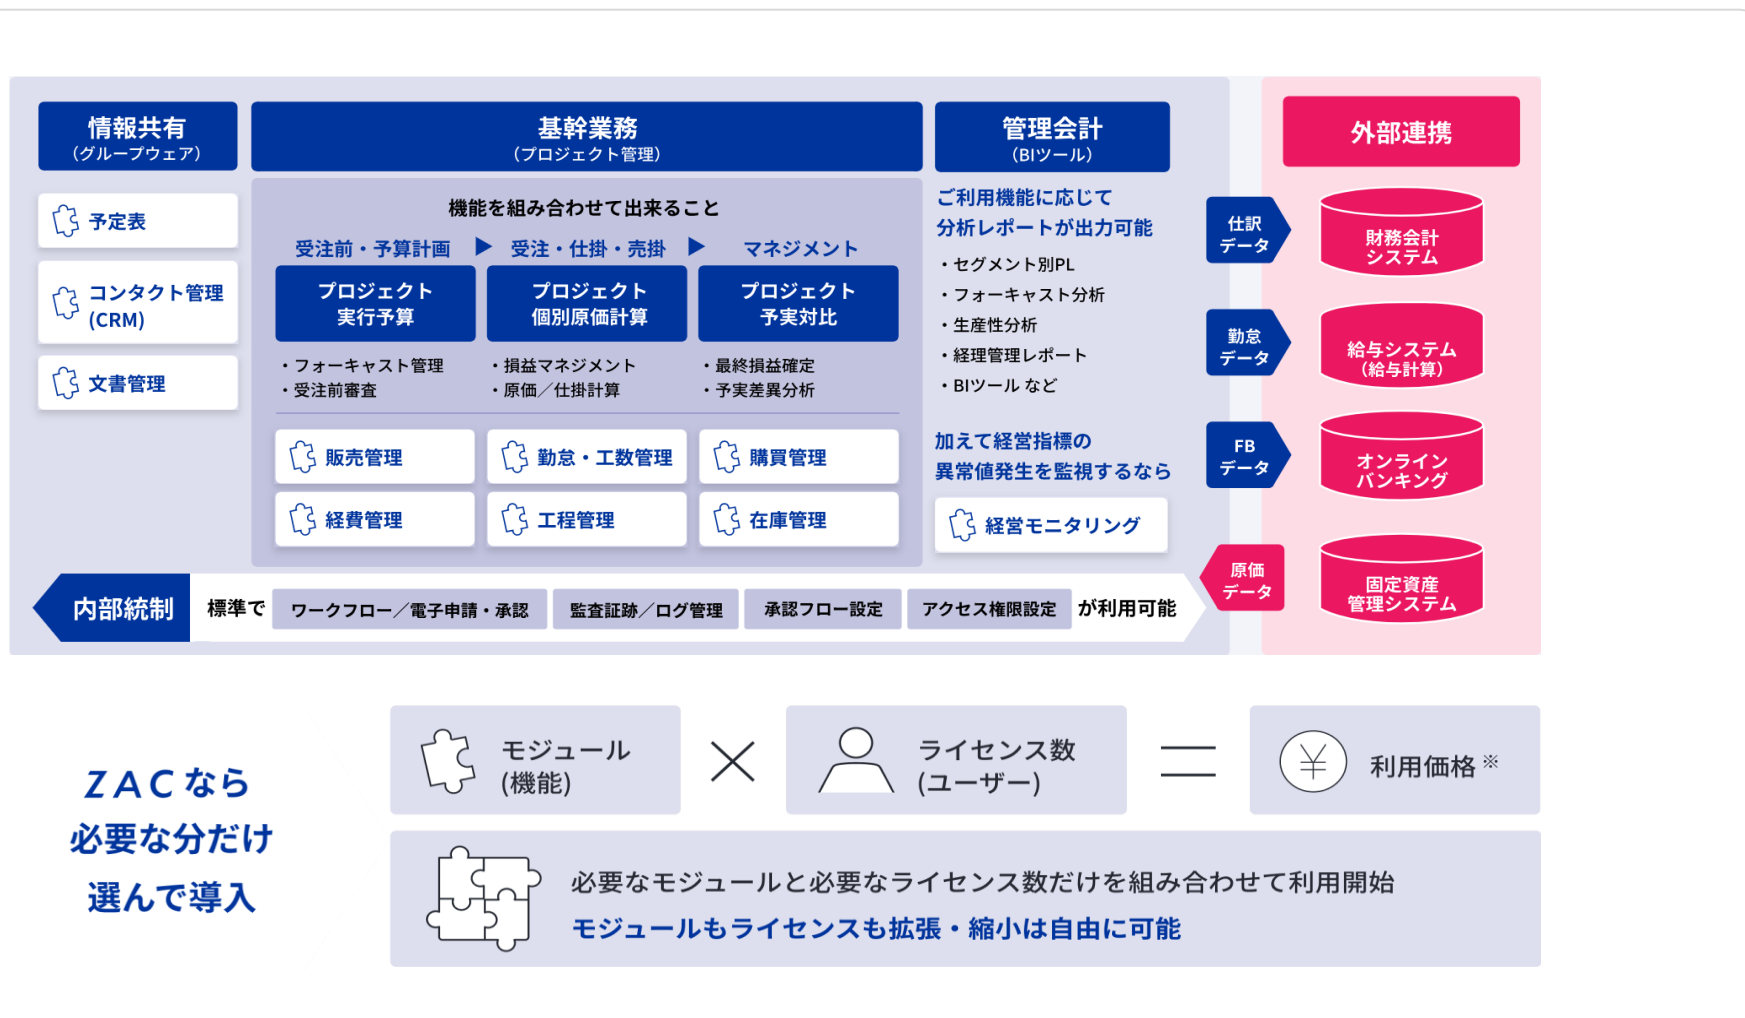 情報共有
(グループウェア)
予定表
コンタクト管理
(CRM)
文書管理
基幹業務
(プロジェクト管理)
機能を組み合わせて出来ること
受注前・予算計画 ▶ 受注・仕掛・売掛 ▶ マネジメント
プロジェクト
実行予算
プロジェクト
個別原価計算
プロジェクト
予実対比
・フォーキャスト管理
・受注前審査
・損益マネジメント
・原価／仕掛計算
・最終損益確定
・予実差異分析
販売管理
勤怠・工数管理
購買管理
経費管理
工程管理
在庫管理
管理会計
(BIツール)
ご利用機能に応じて
分析レポートが出力可能
・セグメント別PL
・フォーキャスト分析
・生産性分析
・経理管理レポート
・BIツール など
加えて経営指標の
異常値発生を監視するなら
経営モニタリング
内部統制
標準で ワークフロー／電子申請・承認 監査証跡／ログ管理 承認フロー設定 アクセス権限設定 が利用可能
外部連携
仕訳
データ
財務会計
システム
勤怠
データ
給与システム
(給与計算)
FB
データ
オンライン
バンキング
原価
データ
固定資産
管理システム
ZACなら
必要な分だけ
選んで導入
モジュール
(機能)
×
ライセンス数
(ユーザー)
＝
¥
利用価格※
必要なモジュールと必要なライセンス数だけを組み合わせて利用開始
モジュールもライセンスも拡張・縮小は自由に可能